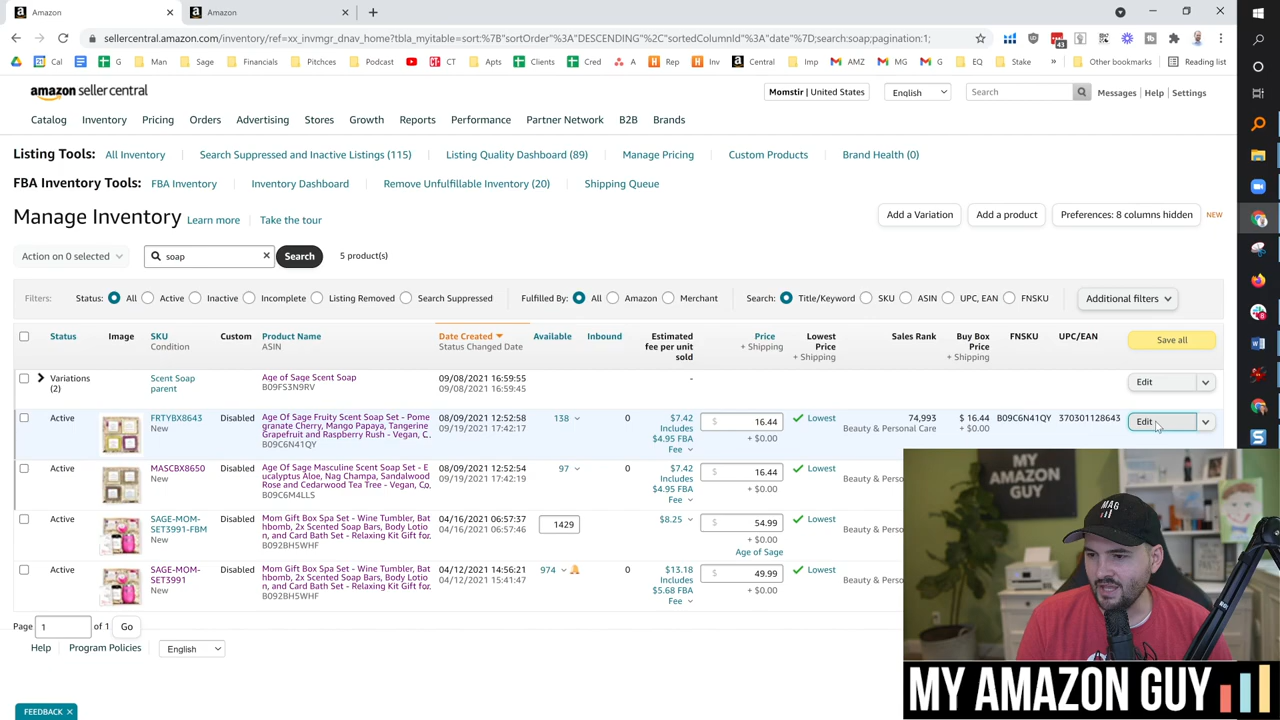 Amazon
Amazon
sellercentral.amazon.com/inventory/ref=xx_invmgr_dnav_home?tbla_myitable=sort:%7B"sortOrder"%3A"DESCENDING"%2C"sortedColumnId"%3A"date"%7D;search:soap;pagination:1;
43
Cal G Man Sage Financials Pitchces Podcast CT Apts Clients Cred A Rep Inv Central Imp AMZ MG G EQ Stake » Other bookmarks Reading list
amazon seller central
Momstir | United States English Search Messages | Help | Settings
Catalog Inventory Pricing Orders Advertising Stores Growth Reports Performance Partner Network B2B Brands
Listing Tools: All Inventory Search Suppressed and Inactive Listings (115) Listing Quality Dashboard (89) Manage Pricing Custom Products Brand Health (0)
FBA Inventory Tools: FBA Inventory Inventory Dashboard Remove Unfulfillable Inventory (20) Shipping Queue
Manage Inventory Learn more | Take the tour Add a Variation Add a product Preferences: 8 columns hidden NEW
Action on 0 selected soap Search 5 product(s)
Filters: Status: All Active Inactive Incomplete Listing Removed Search Suppressed Fulfilled By: All Amazon Merchant Search: Title/Keyword SKU ASIN UPC, EAN FNSKU Additional filters
Status Image SKU Custom Product Name Date Created Available Inbound Estimated Price Lowest Sales Rank Buy Box FNSKU UPC/EAN Save all
Condition ASIN Status Changed Date fee per unit + Shipping Price Price
sold + Shipping + Shipping
Variations Scent Soap Age of Sage Scent Soap 09/08/2021 16:59:55 - Edit
(2) parent B09FS3N9RV 09/08/2021 16:59:45
Active FRTYBX8643 Disabled Age Of Sage Fruity Scent Soap Set - Pome 08/09/2021 12:52:58 138 0 $7.42 $ 16.44 Lowest 74,993 $ 16.44 B09C6N41QY 370301128643 Edit
New granate Cherry, Mango Papaya, Tangerine 09/19/2021 17:42:17 Includes + $0.00 Beauty & Personal Care + $0.00
Grapefruit and Raspberry Rush - Vegan, C. $4.95 FBA
B09C6N41QY Fee
Active MASCBX8650 Disabled Age Of Sage Masculine Scent Soap Set - E 08/09/2021 12:52:54 97 0 $7.42 $ 16.44 Lowest
New ucalyptus Aloe, Nag Champa, Sandalwood 09/19/2021 17:42:19 Includes + $0.00 Beauty & Persona
Rose and Cedarwood Tea Tree - Vegan, Co. $4.95 FBA
B09C6M4LLS Fee
Active SAGE-MOM- Disabled Mom Gift Box Spa Set - Wine Tumbler, Bat 04/16/2021 06:57:37 1429 $8.25 $ 54.99 Lowest
SET3991-FBM hbomb, 2x Scented Soap Bars, Body Lotio 04/16/2021 06:57:46 + $0.00 Beauty & Persona
New n, and Card Bath Set - Relaxing Kit Gift for. Age of Sage
B092BH5WHF
Active SAGE-MOM- Disabled Mom Gift Box Spa Set - Wine Tumbler, Bat 04/12/2021 14:56:21 974 0 $13.18 $ 49.99 Lowest
SET3991 hbomb, 2x Scented Soap Bars, Body Lotio 04/12/2021 15:41:47 Includes + $0.00 Beauty & Persona
New n, and Card Bath Set - Relaxing Kit Gift for. $5.68 FBA
B092BH5WHF Fee
Page 1 of 1 Go
Help Program Policies English
FEEDBACK
MY
AMAZON
GUY
MAG
MY AMAZON GUY